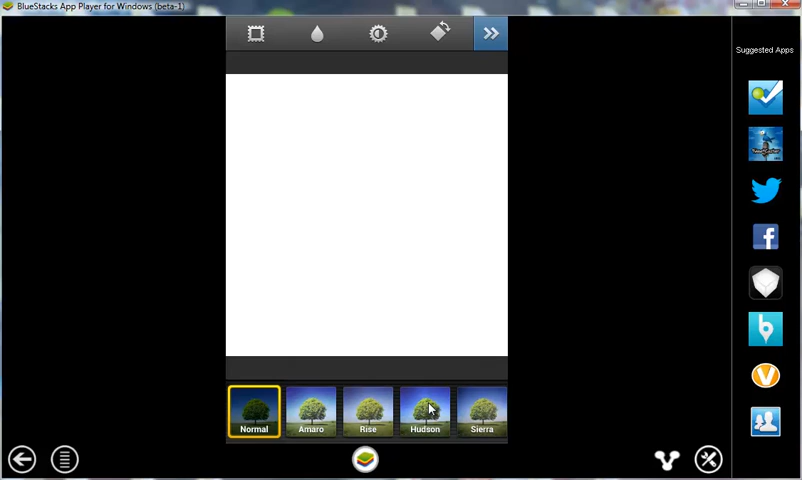 BlueStacks App Player for Windows (beta-1)
Suggested Apps
Normal
Amaro
Rise
Hudson
Sierra